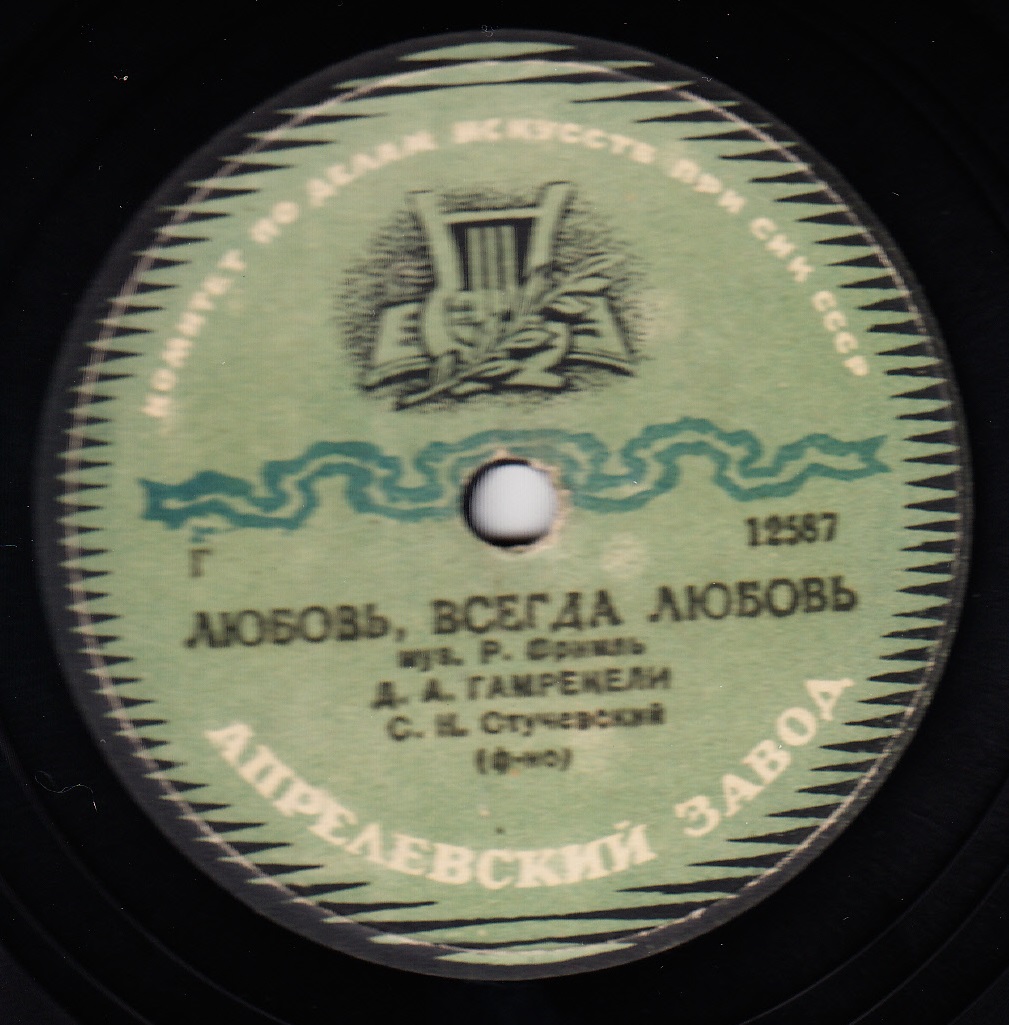 КОМИТЕТ ПО ДЕЛАМ ИСКУССТВ ПРИ СНК СССР
Г
12587
ЛЮБОВЬ, ВСЕГДА ЛЮБОВЬ
муз. Р. Фримль
Д. А. ГАМРЕКЕЛИ
С. К. Стучевский
(ф-но)
АПРЕЛЕВСКИЙ ЗАВОД